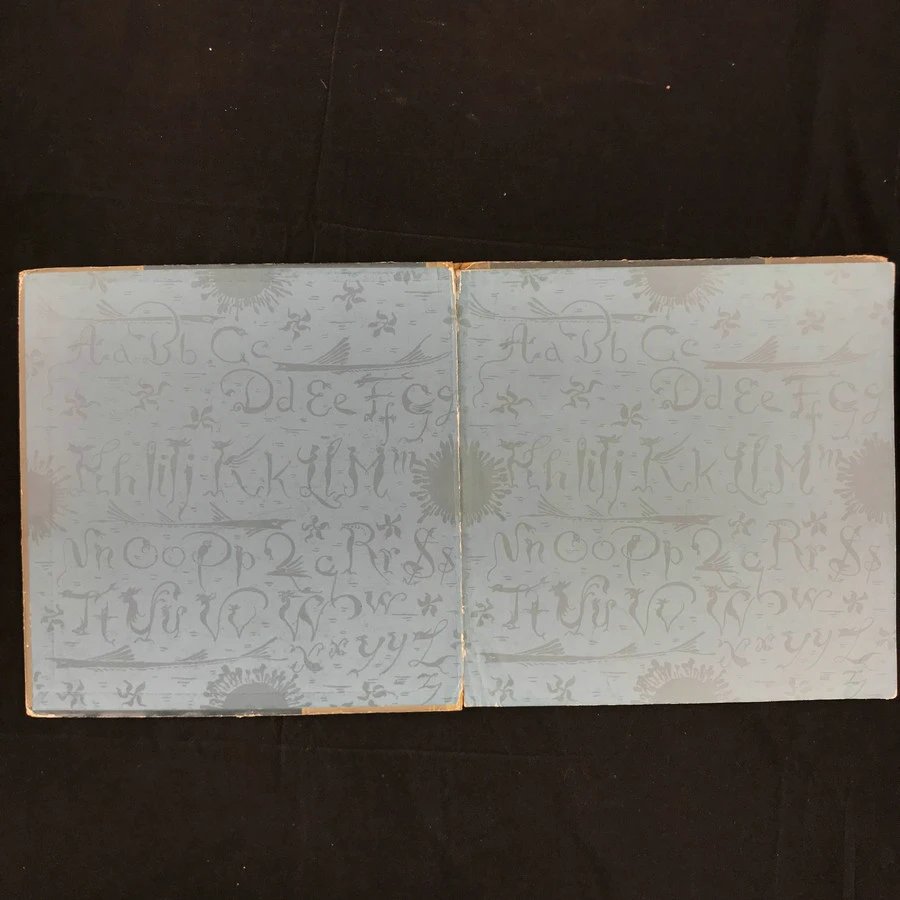 Aa Bb Cc
Dd Ee Ff Gg
Hh Ii Jj Kk Ll Mm
Nn Oo Pp Qq Rr Ss
Tt Uu Vv Ww
Xx Yy Zz
Aa Bb Cc
Dd Ee Ff Gg
Hh Ii Jj Kk Ll Mm
Nn Oo Pp Qq Rr Ss
Tt Uu Vv Ww
Xx Yy Zz